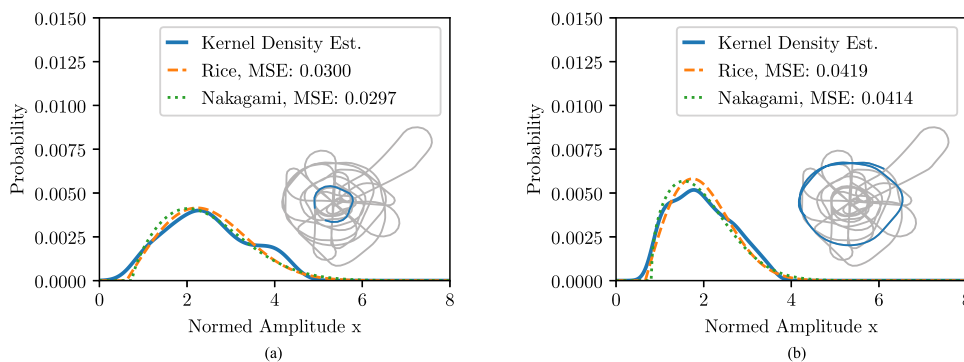 0.0150
0.0125
0.0100
0.0075
0.0050
0.0025
0.0000
Probability
Kernel Density Est.
Rice, MSE: 0.0300
Nakagami, MSE: 0.0297
0 2 4 6 8
Normed Amplitude x
(a)
0.0150
0.0125
0.0100
0.0075
0.0050
0.0025
0.0000
Probability
Kernel Density Est.
Rice, MSE: 0.0419
Nakagami, MSE: 0.0414
0 2 4 6 8
Normed Amplitude x
(b)